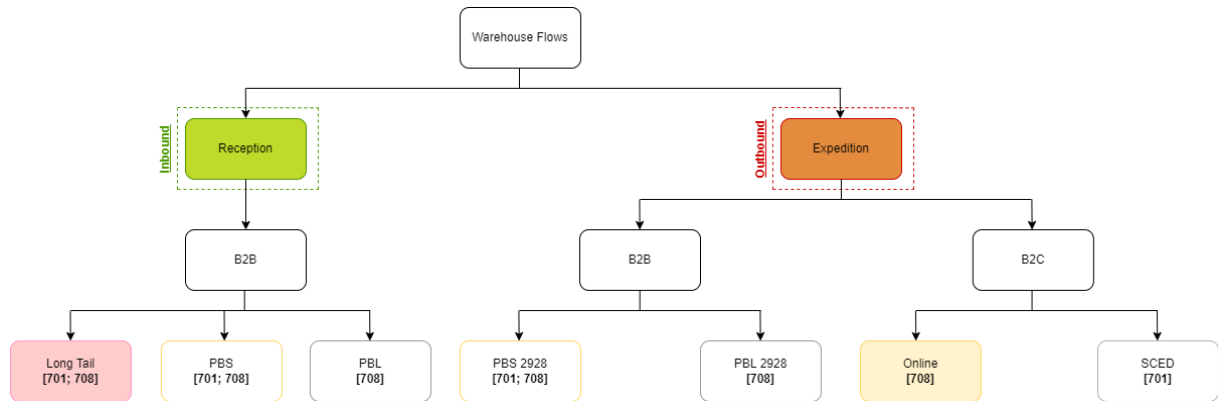 Warehouse Flows
Inbound
Reception
Outbound
Expedition
B2B
B2B
B2C
Long Tail
[701; 708]
PBS
[701; 708]
PBL
[708]
PBS 2928
[701; 708]
PBL 2928
[708]
Online
[708]
SCED
[701]